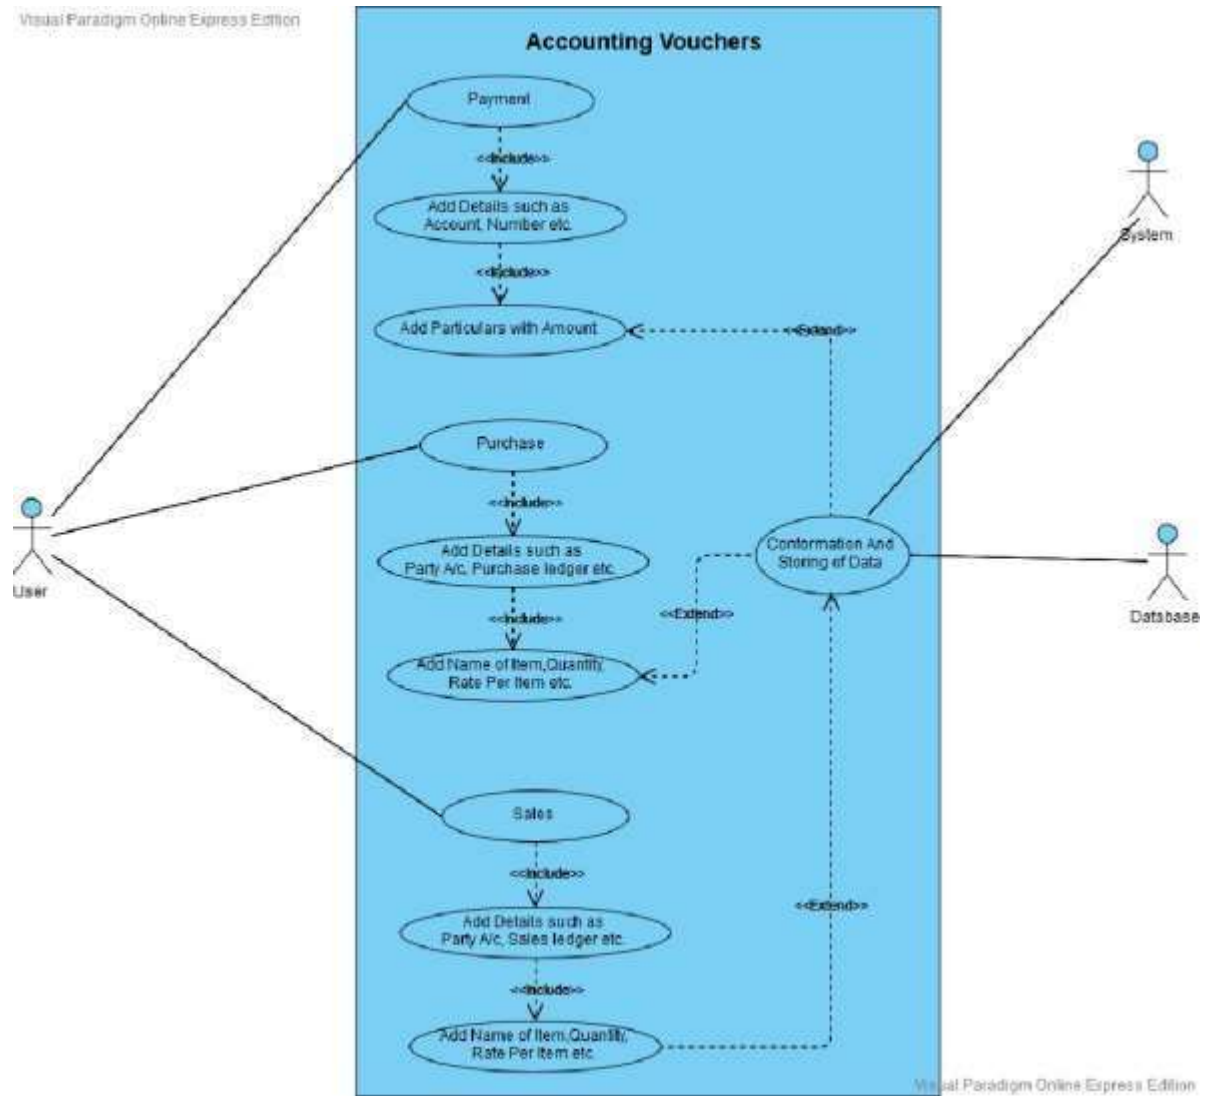 Visual Paradigm Online Express Edition
Accounting Vouchers
Payment
<<Include>>
Add Details such as
Account, Number etc.
<<Include>>
Add Particulars with Amount
<<Extend>>
System
Purchase
<<Include>>
Add Details such as
Party A/c, Purchase ledger etc.
<<Include>>
Add Name of Item,Quantity,
Rate Per Item etc.
<<Extend>>
Conformation And
Storing of Data
User
Database
Sales
<<Include>>
Add Details such as
Party A/c, Sales ledger etc.
<<Include>>
Add Name of Item,Quantity,
Rate Per Item etc
<<Extend>>
Visual Paradigm Online Express Edition